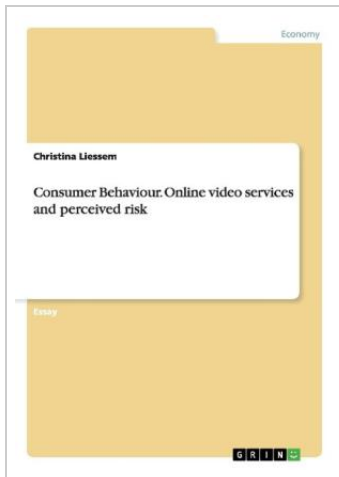 Economy
Christina Liessem
Consumer Behaviour. Online video services
and perceived risk
Essay
GRIN